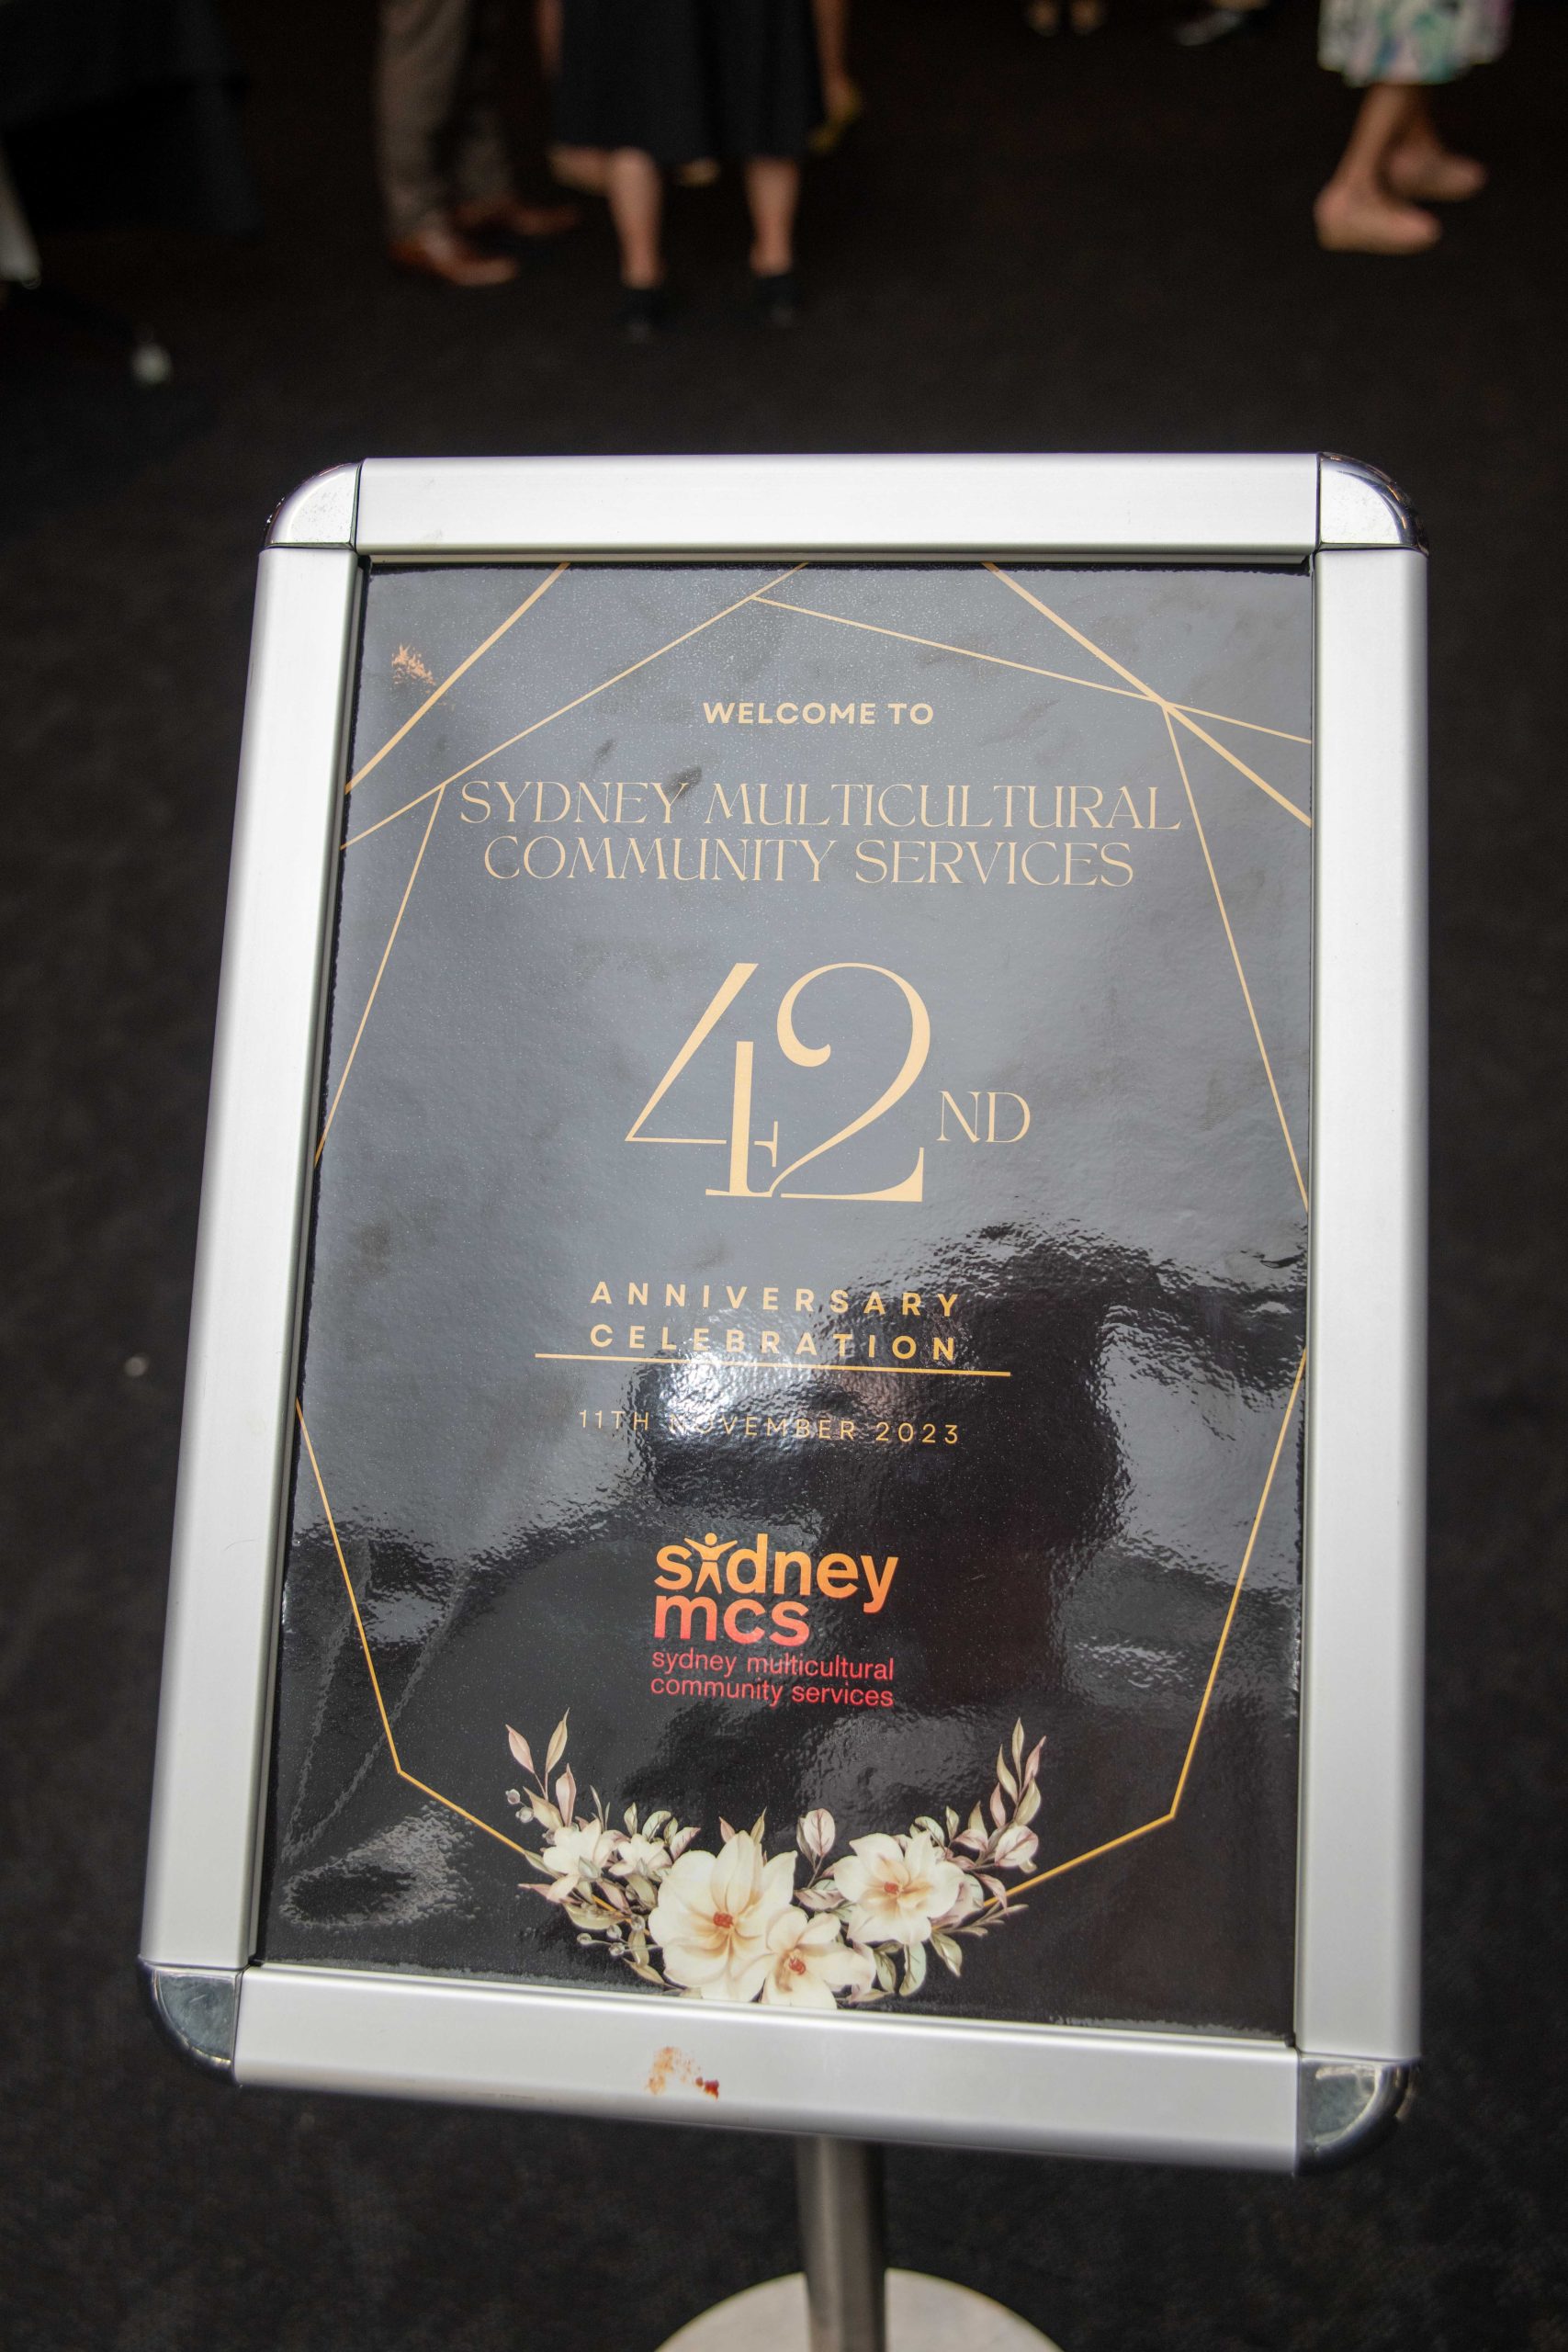 WELCOME TO
SYDNEY MULTICULTURAL
COMMUNITY SERVICES
42ND
ANNIVERSARY
CELEBRATION
11TH NOVEMBER 2023
sydney
mcs
sydney multicultural
community services